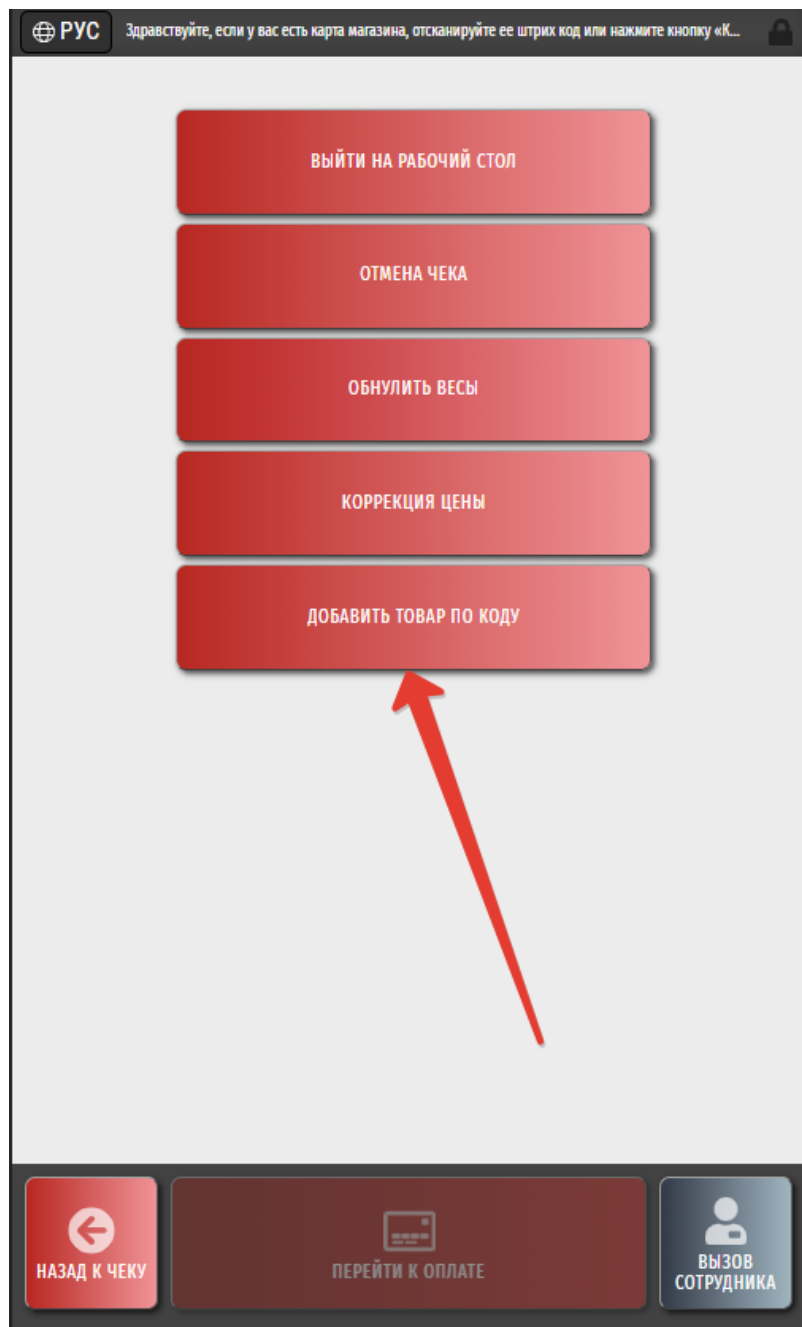 РУС
Здравствуйте, если у вас есть карта магазина, отсканируйте ее штрих код или нажмите кнопку «К...
ВЫЙТИ НА РАБОЧИЙ СТОЛ
ОТМЕНА ЧЕКА
ОБНУЛИТЬ ВЕСЫ
КОРРЕКЦИЯ ЦЕНЫ
ДОБАВИТЬ ТОВАР ПО КОДУ
НАЗАД К ЧЕКУ
ПЕРЕЙТИ К ОПЛАТЕ
ВЫЗОВ
СОТРУДНИКА